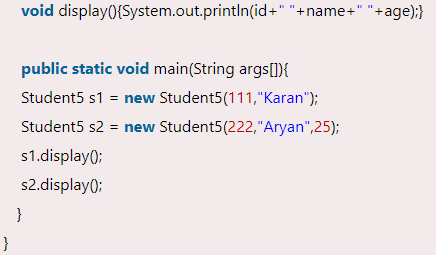 void display(){System.out.println(id+" "+name+" "+age);}
public static void main(String args[]){
Student5 s1 = new Student5(111,"Karan");
Student5 s2 = new Student5(222,"Aryan",25);
s1.display();
s2.display();
}
}